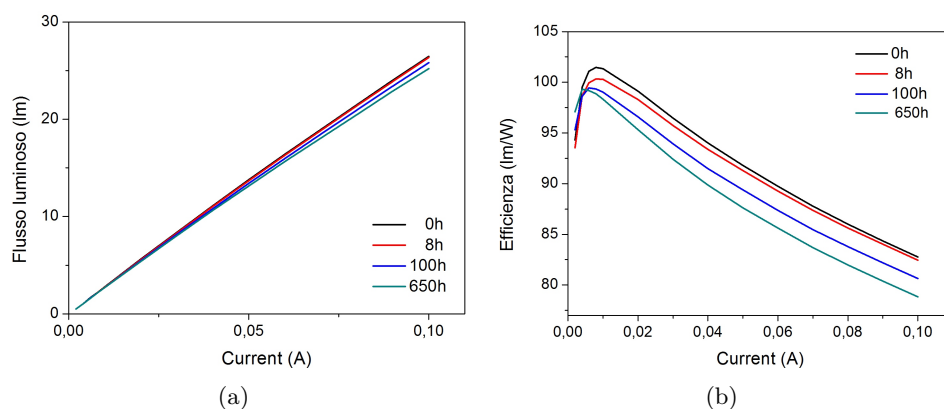 30
20
10
0
0,00
0,05
0,10
Flusso luminoso (lm)
Current (A)
0h
8h
100h
650h
(a)
105
100
95
90
85
80
0,00
0,02
0,04
0,06
0,08
0,10
Efficienza (lm/W)
Current (A)
0h
8h
100h
650h
(b)